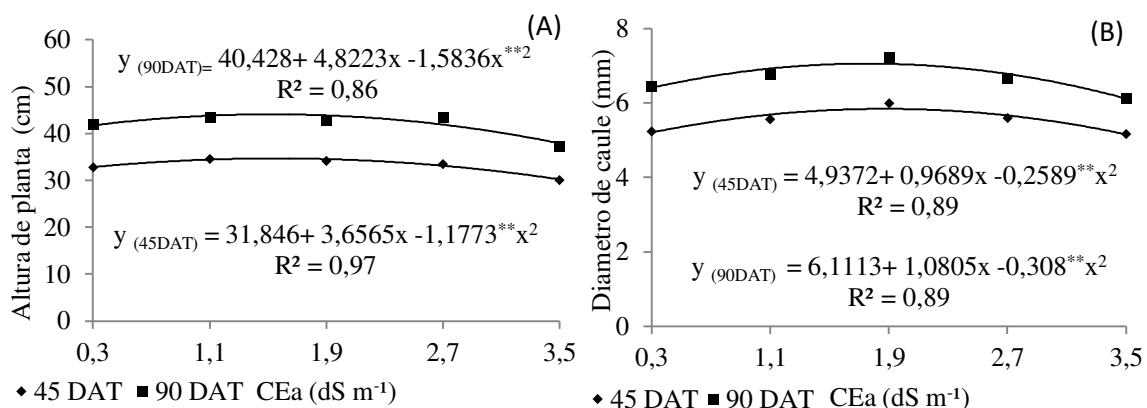 (A)
Altura de planta (cm)
60
50
40
30
20
10
0
y (90DAT)= 40,428+ 4,8223x -1,5836x**2
R² = 0,86
y (45DAT) = 31,846+ 3,6565x -1,1773**x²
R² = 0,97
0,3 1,1 1,9 2,7 3,5
◆ 45 DAT ■ 90 DAT CEa (dS m⁻¹)
(B)
Diametro de caule (mm)
8
6
4
2
0
y (45DAT) = 4,9372+ 0,9689x -0,2589**x²
R² = 0,89
y (90DAT) = 6,1113+ 1,0805x -0,308**x²
R² = 0,89
0,3 1,1 1,9 2,7 3,5
◆ 45 DAT ■ 90 DAT CEa (dS m⁻¹)